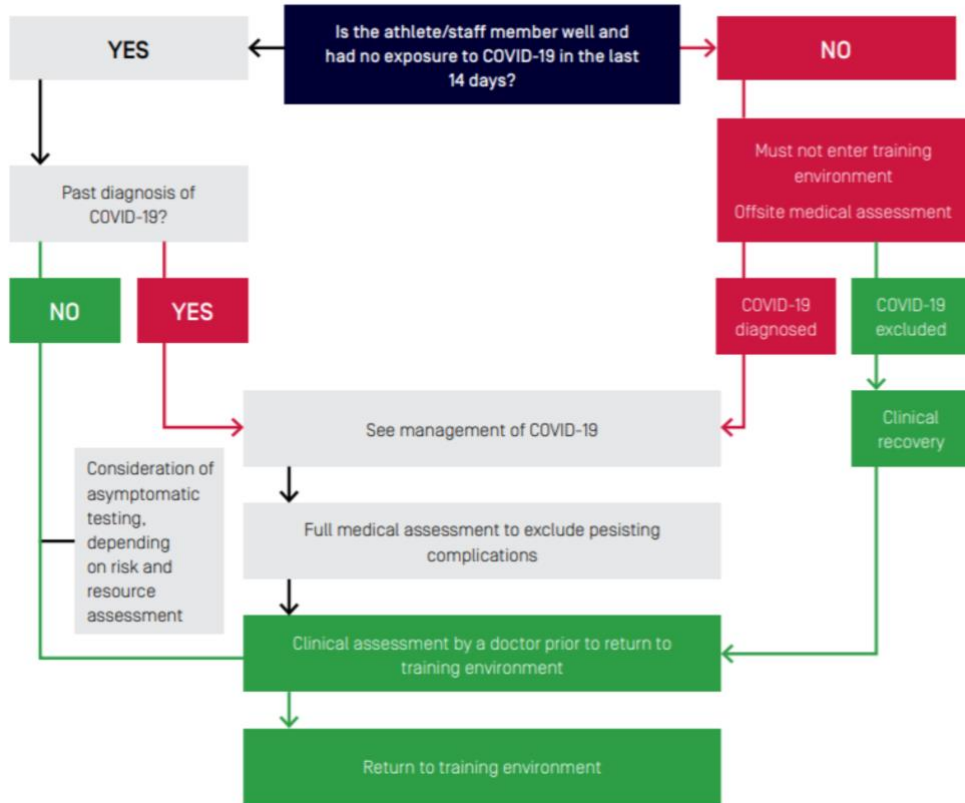 YES
Is the athlete/staff member well and
had no exposure to COVID-19 in the last
14 days?
NO
Past diagnosis of
COVID-19?
Must not enter training
environment
Offsite medical assessment
NO
YES
COVID-19
diagnosed
COVID-19
excluded
See management of COVID-19
Clinical
recovery
Consideration of
asymptomatic
testing,
depending
on risk and
resource
assessment
Full medical assessment to exclude pesisting
complications
Clinical assessment by a doctor prior to return to
training environment
Return to training environment